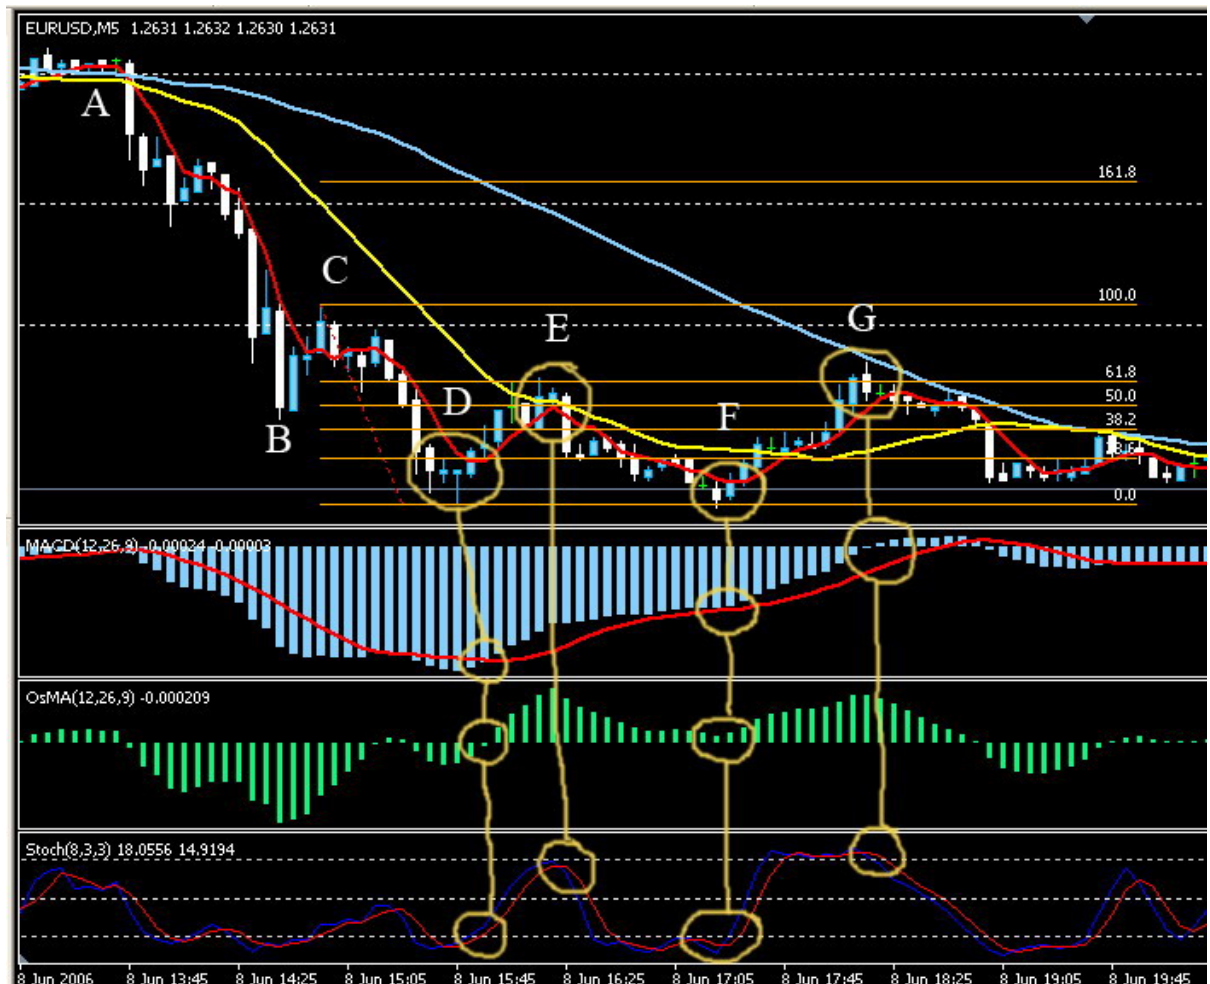 EURUSD,M5 1.2631 1.2632 1.2630 1.2631
A
161.8
C
100.0
E
G
61.8
D
50.0
F
38.2
B
0.0
MACD(12,26,9) -0.00024 -0.00003
OsMA(12,26,9) -0.000209
Stoch(8,3,3) 18.0556 14.9194
8 Jun 2006 8 Jun 13:45 8 Jun 14:25 8 Jun 15:05 8 Jun 15:45 8 Jun 16:25 8 Jun 17:05 8 Jun 17:45 8 Jun 18:25 8 Jun 19:05 8 Jun 19:45